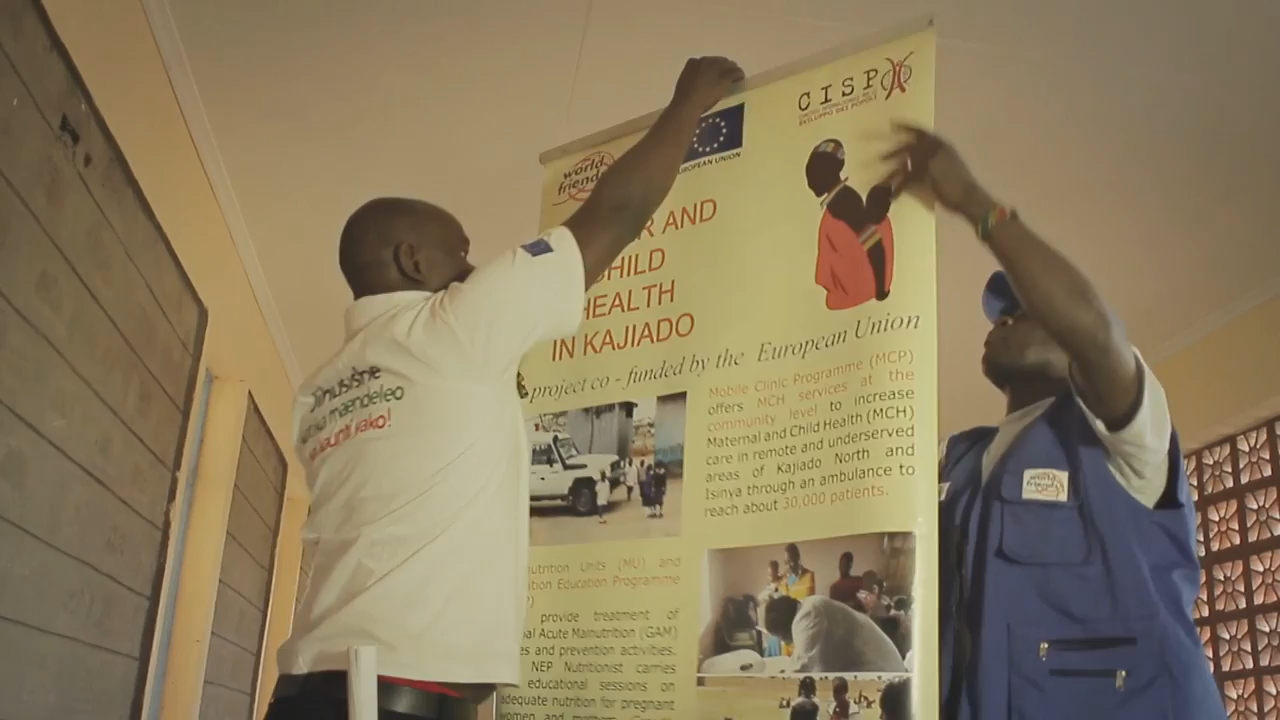 CISP
SVILUPPO DEI POPOLI
world
friends
EUROPEAN UNION
AND
CHILD
HEALTH
IN KAJIADO
project co - funded by the European Union
Mobile Clinic Programme (MCP)
offers MCH services at the
community level to increase
Maternal and Child Health (MCH)
care in remote and underserved
areas of Kajiado North and
Isinya through an ambulance to
reach about 30,000 patients.
Nutrition Units (MU) and
Education Programme
provide treatment of
Acute Malnutrition (GAM)
and prevention activities.
NEP Nutritionist carries
educational sessions on
adequate nutrition for pregnant
women and
maendeleo
yako!
world
friends